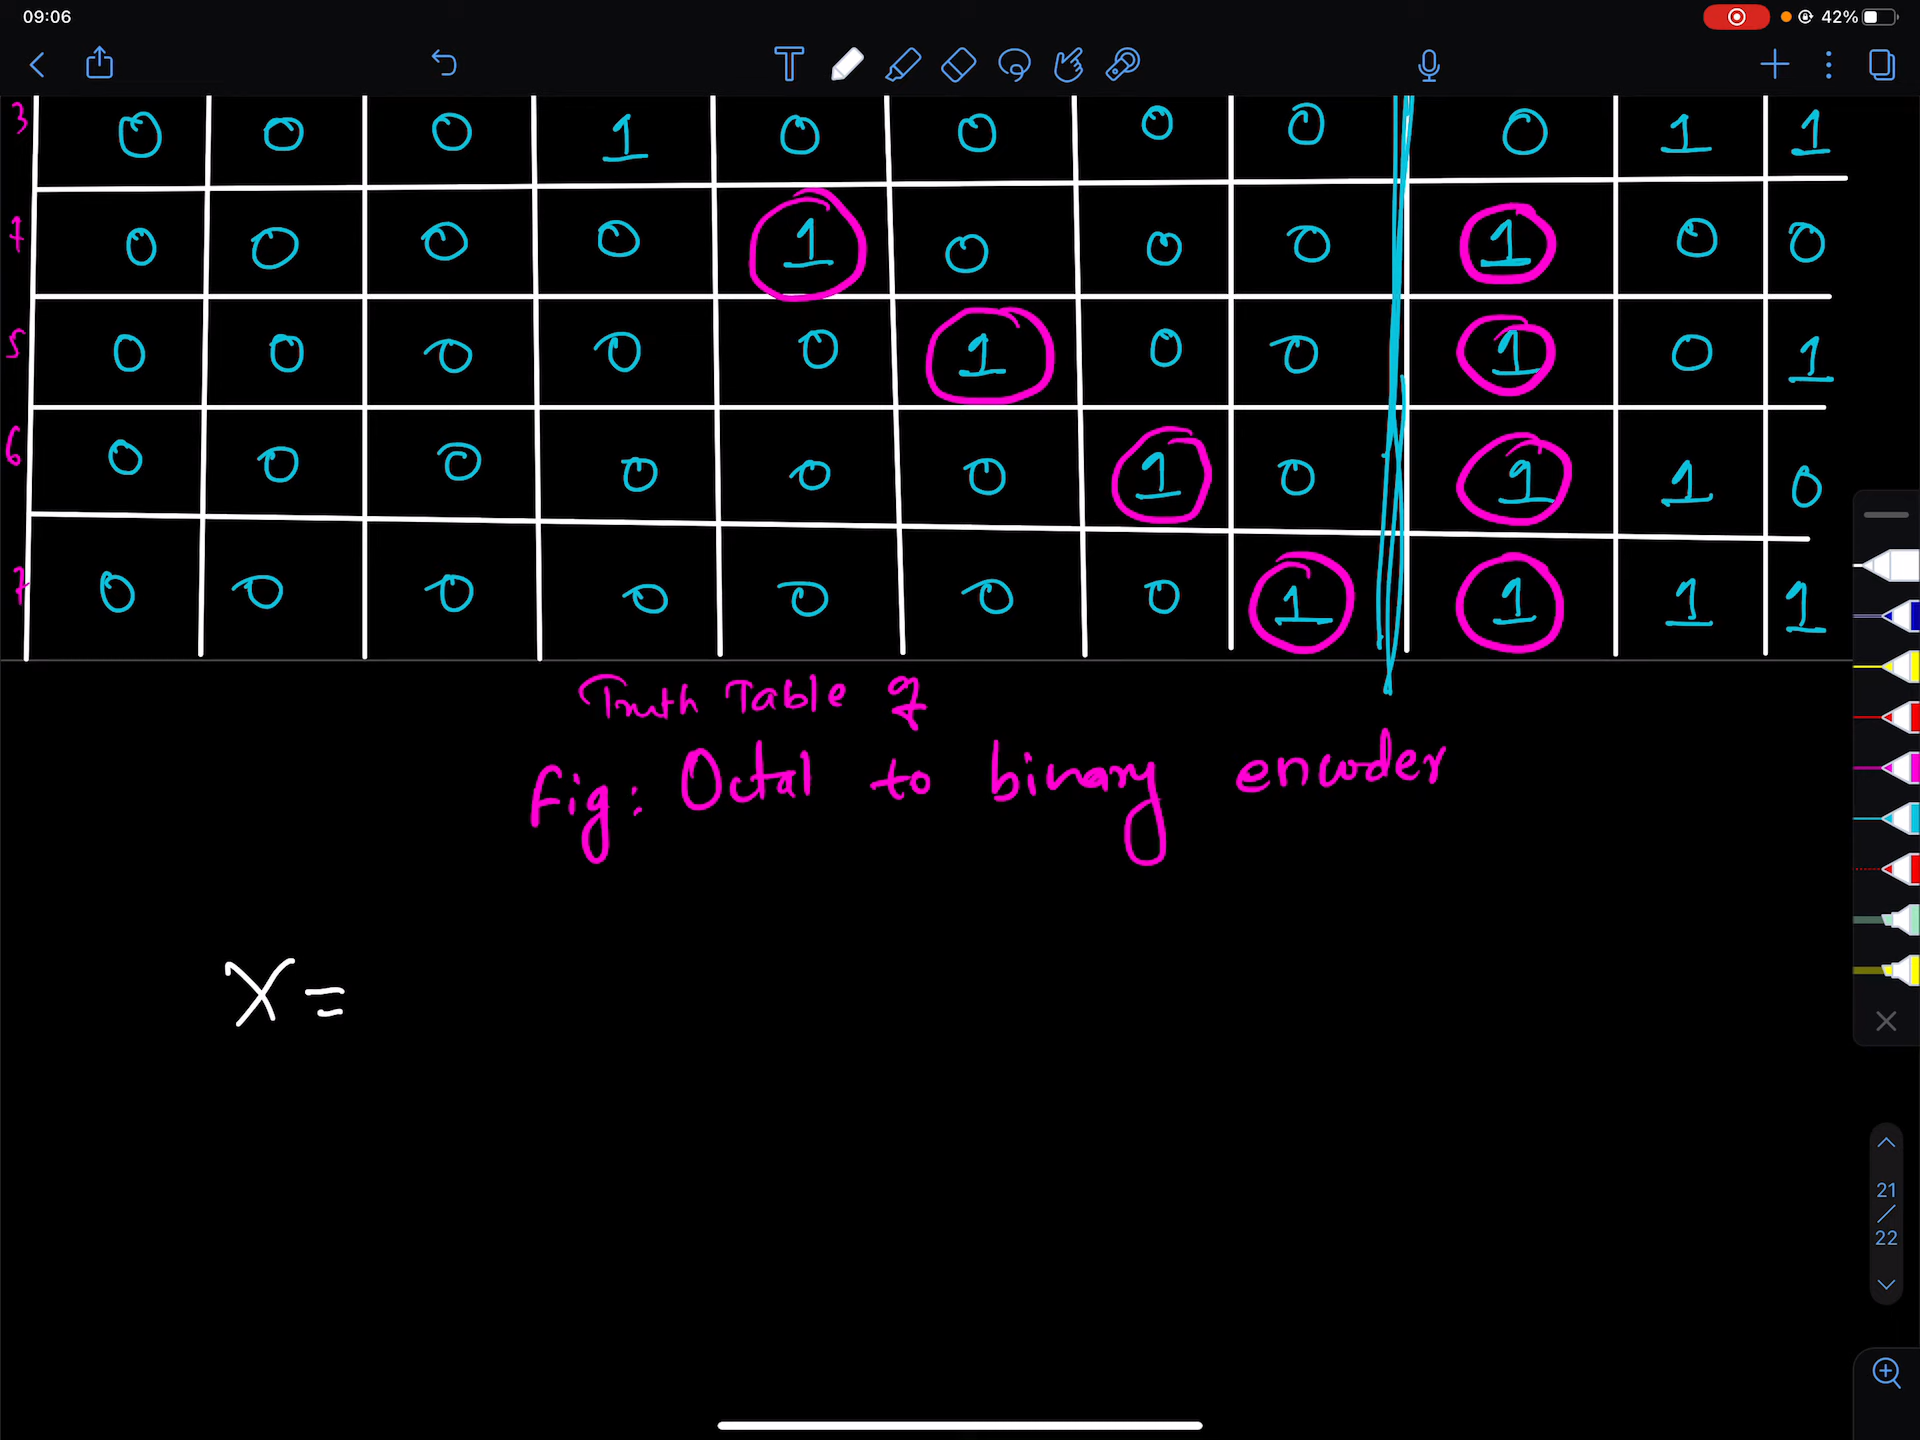 09:06 42%
3 0 0 0 1 0 0 0 0 0 1 1
0 0 0 0 1 0 0 0 1 0 0
5 0 0 0 0 0 1 0 0 1 0 1
6 0 0 0 0 0 0 1 0 1 1 0
7 0 0 0 0 0 0 0 1 1 1 1
Truth Table of
fig: Octal to binary encoder
X =
21
/
22